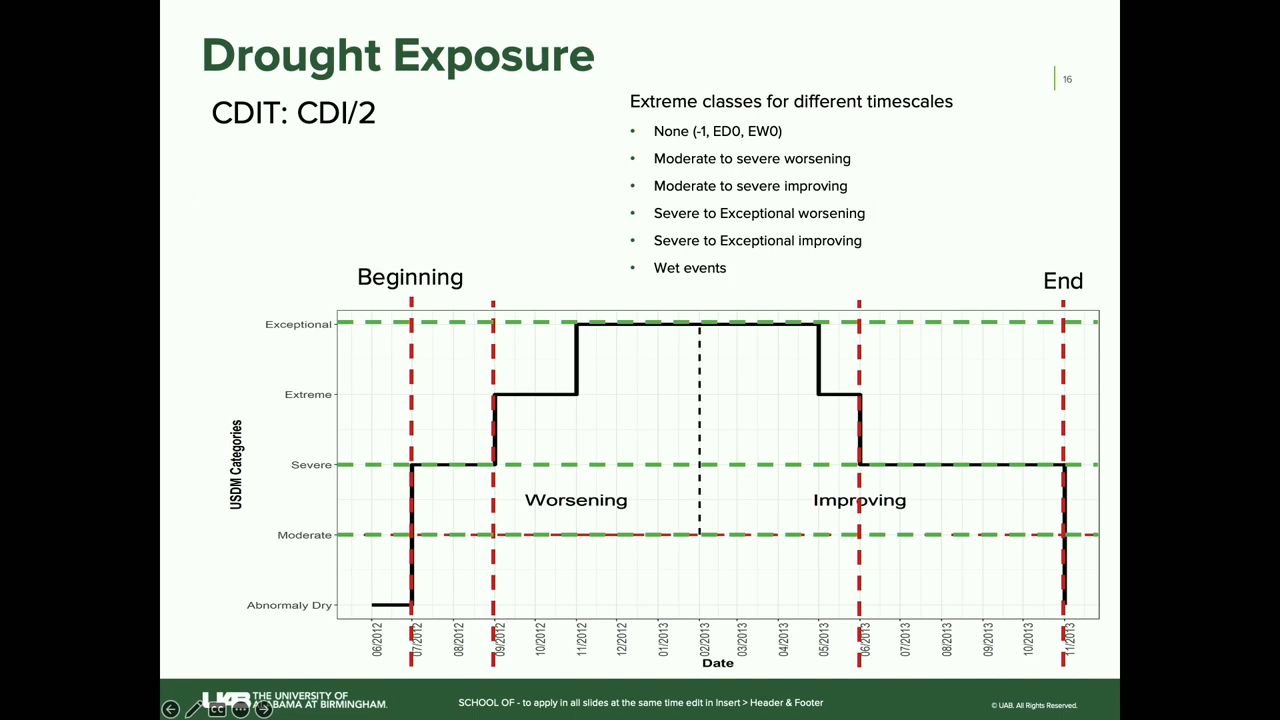 Drought Exposure
16
CDIT: CDI/2
Extreme classes for different timescales
• None (-1, ED0, EW0)
• Moderate to severe worsening
• Moderate to severe improving
• Severe to Exceptional worsening
• Severe to Exceptional improving
• Wet events
Beginning
End
Exceptional
Extreme
Severe
Moderate
Abnormaly Dry
USDM Categories
Worsening
Improving
06/2012
07/2012
08/2012
09/2012
10/2012
11/2012
12/2012
01/2013
02/2013
03/2013
04/2013
05/2013
06/2013
07/2013
08/2013
09/2013
10/2013
11/2013
Date
UAB THE UNIVERSITY OF
ALABAMA AT BIRMINGHAM.
SCHOOL OF - to apply in all slides at the same time edit in Insert > Header & Footer
© UAB. All Rights Reserved.
CC